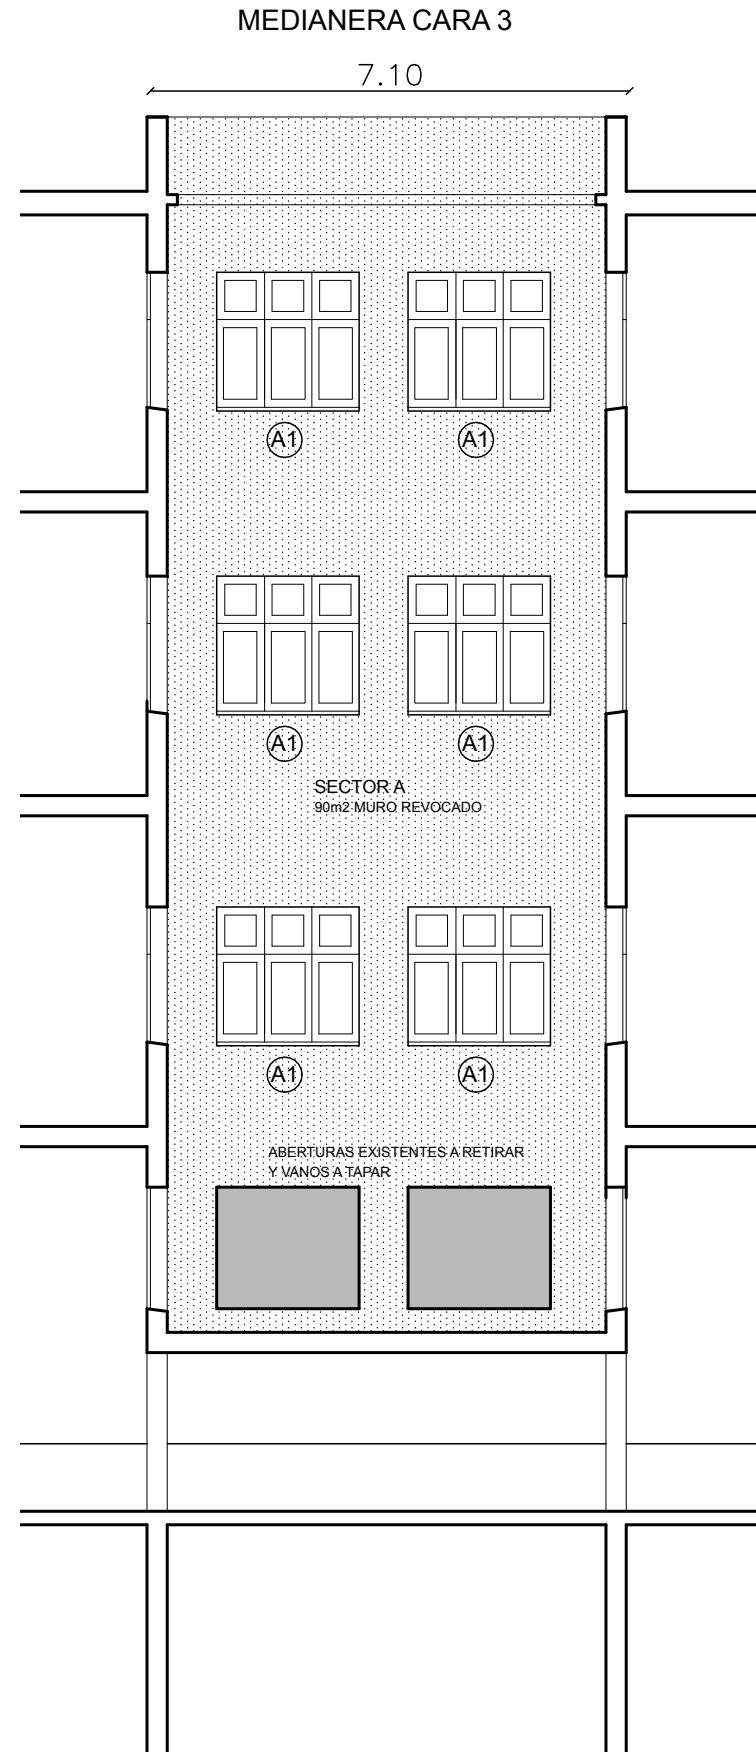 MEDIANERA CARA 3
7.10
A1 A1
A1 A1
SECTOR A
90m2 MURO REVOCADO
A1 A1
ABERTURAS EXISTENTES A RETIRAR
Y VANOS A TAPAR